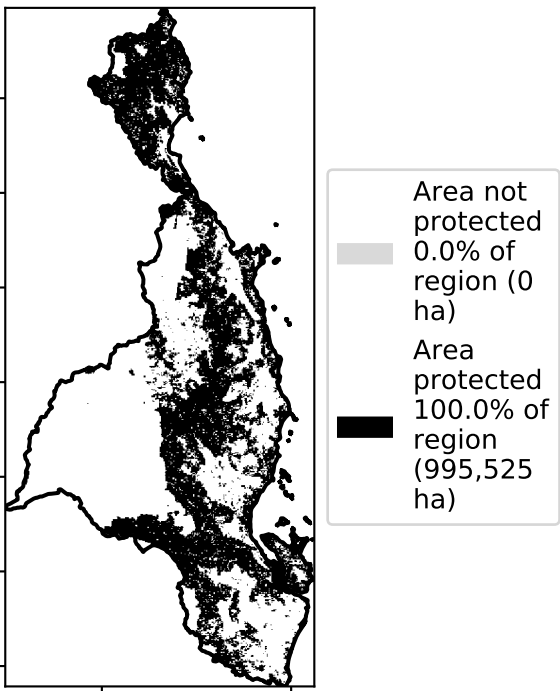 Area not
protected
0.0% of
region (0
ha)
Area
protected
100.0% of
region
(995,525
ha)